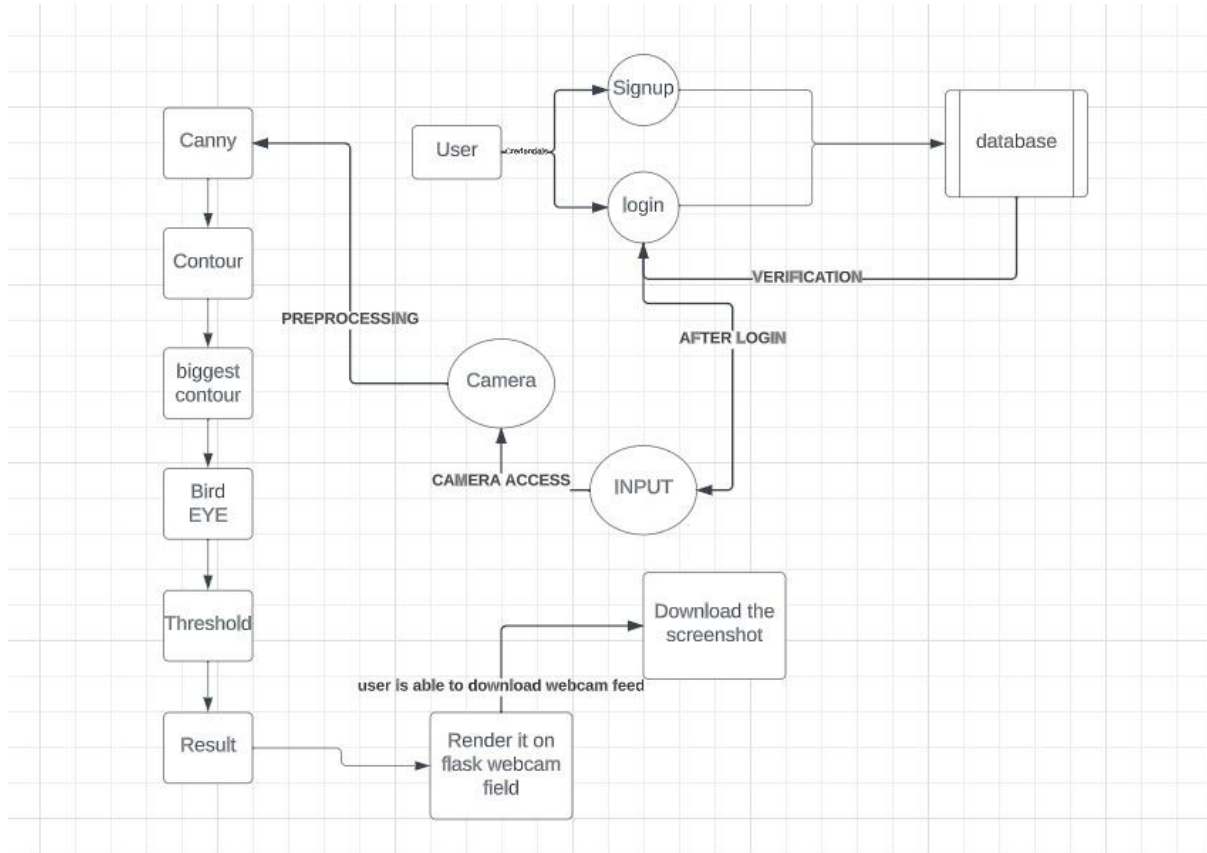 Signup
Canny
User
Credentials
database
login
Contour
VERIFICATION
PREPROCESSING
AFTER LOGIN
biggest
contour
Camera
CAMERA ACCESS
INPUT
Bird
EYE
Threshold
Download the
screenshot
user is able to download webcam feed
Result
Render it on
flask webcam
field